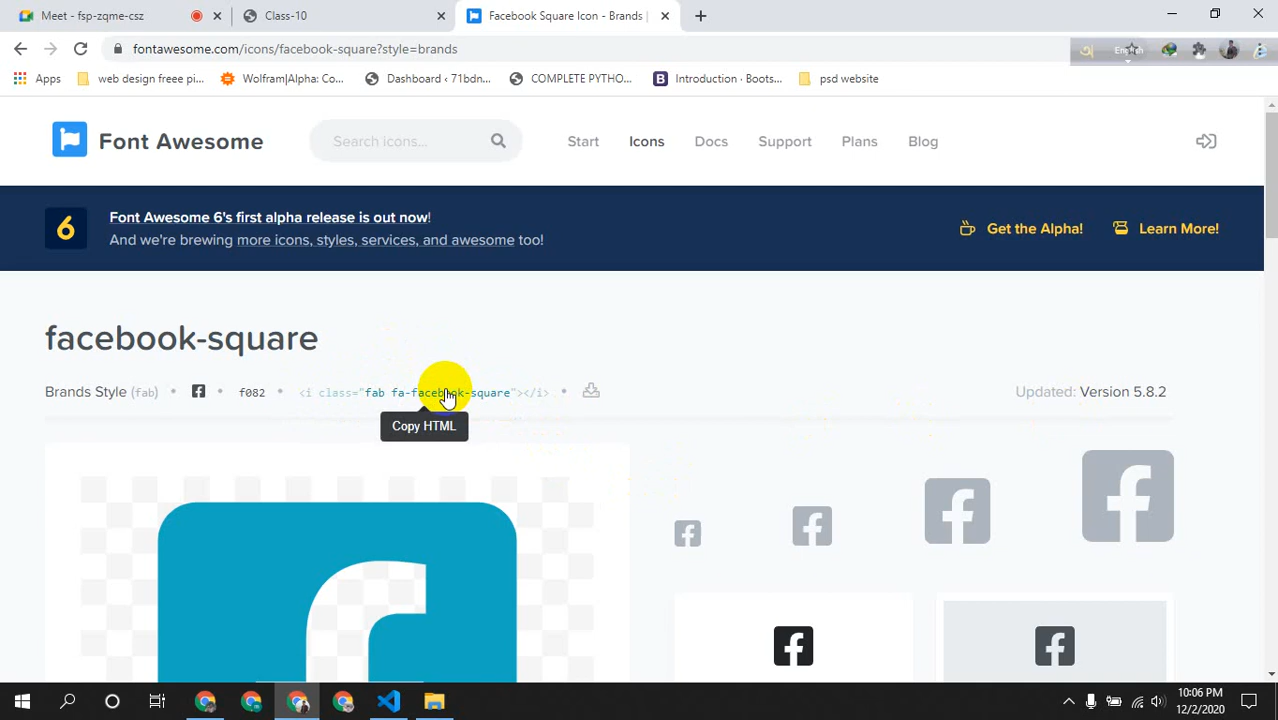 Meet - fsp-zqme-csz
Class-10
Facebook Square Icon - Brands |
fontawesome.com/icons/facebook-square?style=brands
English
Apps
web design freee pi...
Wolfram|Alpha: Co...
Dashboard ‹ 71bdn...
COMPLETE PYTHO...
Introduction · Boots...
psd website
Font Awesome
Search icons...
Start
Icons
Docs
Support
Plans
Blog
6
Font Awesome 6's first alpha release is out now!
And we're brewing more icons, styles, services, and awesome too!
Get the Alpha!
Learn More!
facebook-square
Brands Style (fab) • • f082 • <i class="fab fa-facebook-square"></i> •
Updated: Version 5.8.2
Copy HTML
10:06 PM
12/2/2020